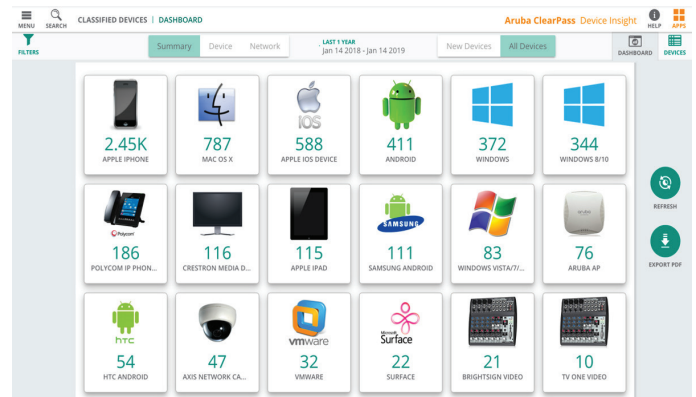 MENU
SEARCH
CLASSIFIED DEVICES | DASHBOARD
Aruba ClearPass Device Insight
HELP
APPS
FILTERS
Summary
Device
Network
LAST 1 YEAR
Jan 14 2018 - Jan 14 2019
New Devices
All Devices
DASHBOARD
DEVICES
iOS
2.45K
787
588
411
372
344
APPLE IPHONE
MAC OS X
APPLE IOS DEVICE
ANDROID
WINDOWS
WINDOWS 8/10
Polycom
SAMSUNG
186
116
115
111
83
76
POLYCOM IP PHON...
CRESTRON MEDIA D...
APPLE IPAD
SAMSUNG ANDROID
WINDOWS VISTA/7/...
ARUBA AP
REFRESH
EXPORT PDF
hTC
vmware
Microsoft
Surface
54
47
32
22
21
10
HTC ANDROID
AXIS NETWORK CA...
VMWARE
SURFACE
BRIGHTSIGN VIDEO
TV ONE VIDEO